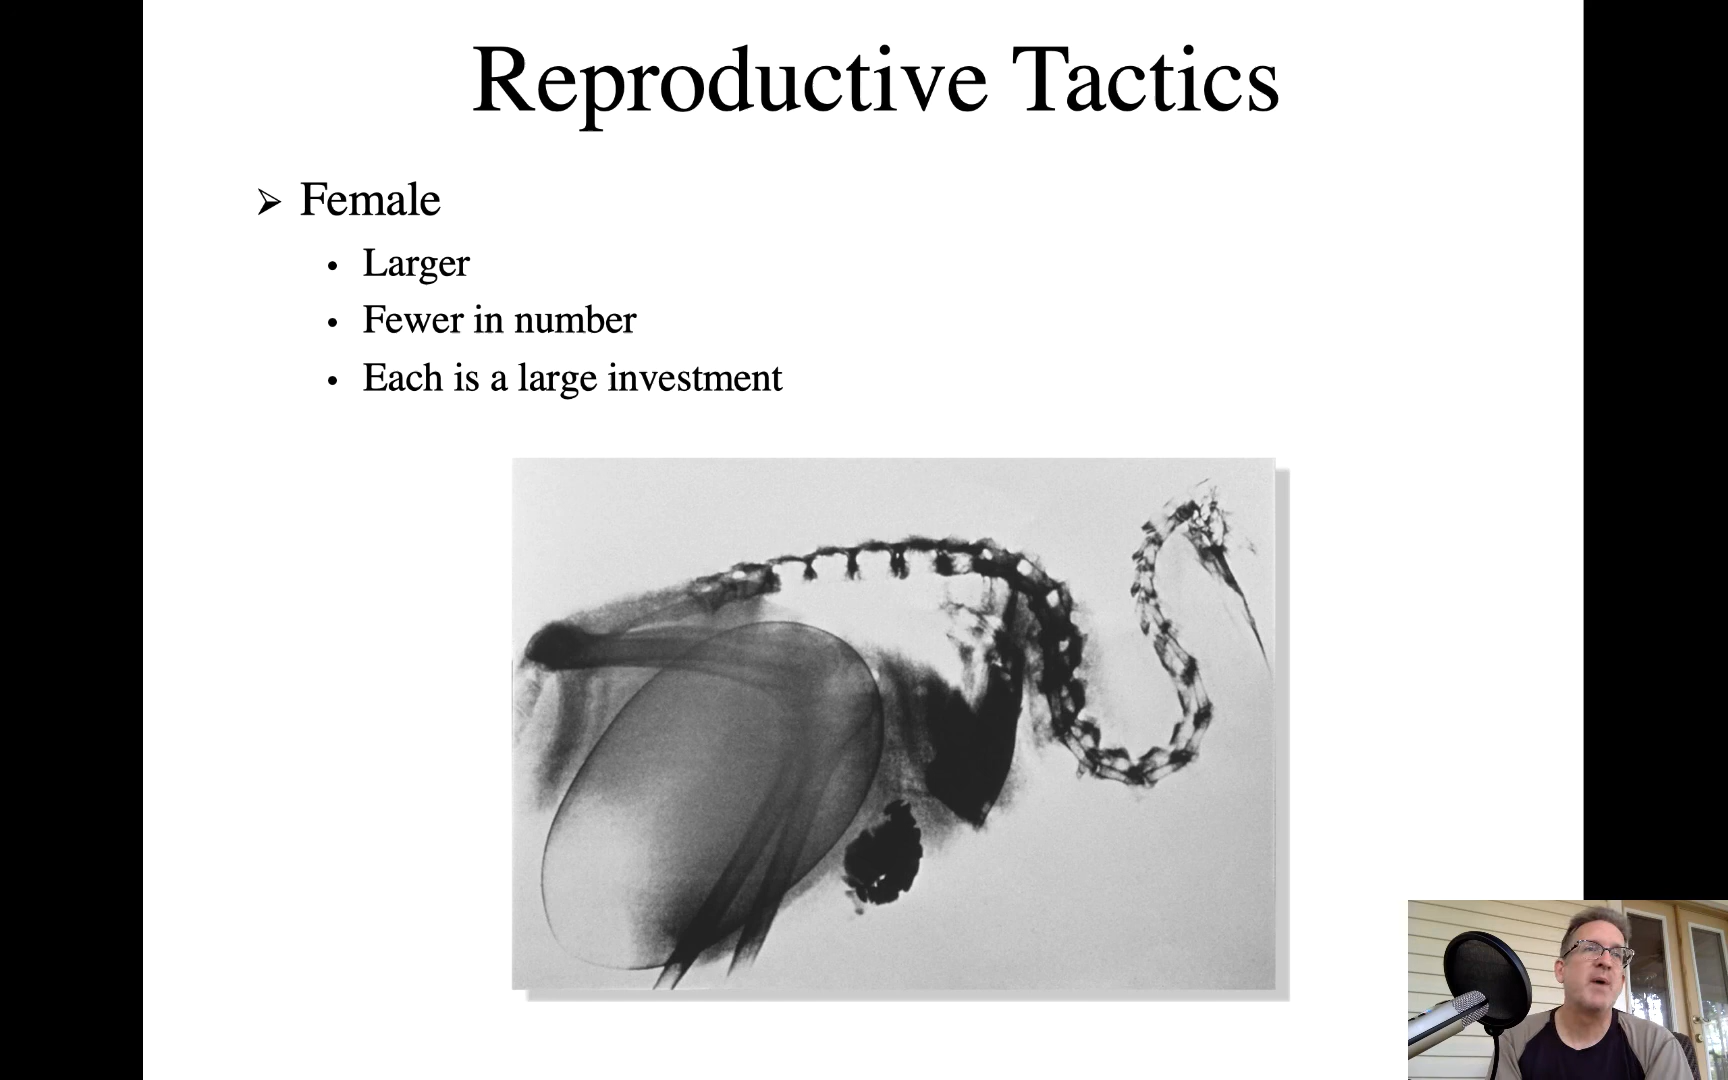 Reproductive Tactics
➢ Female
• Larger
• Fewer in number
• Each is a large investment